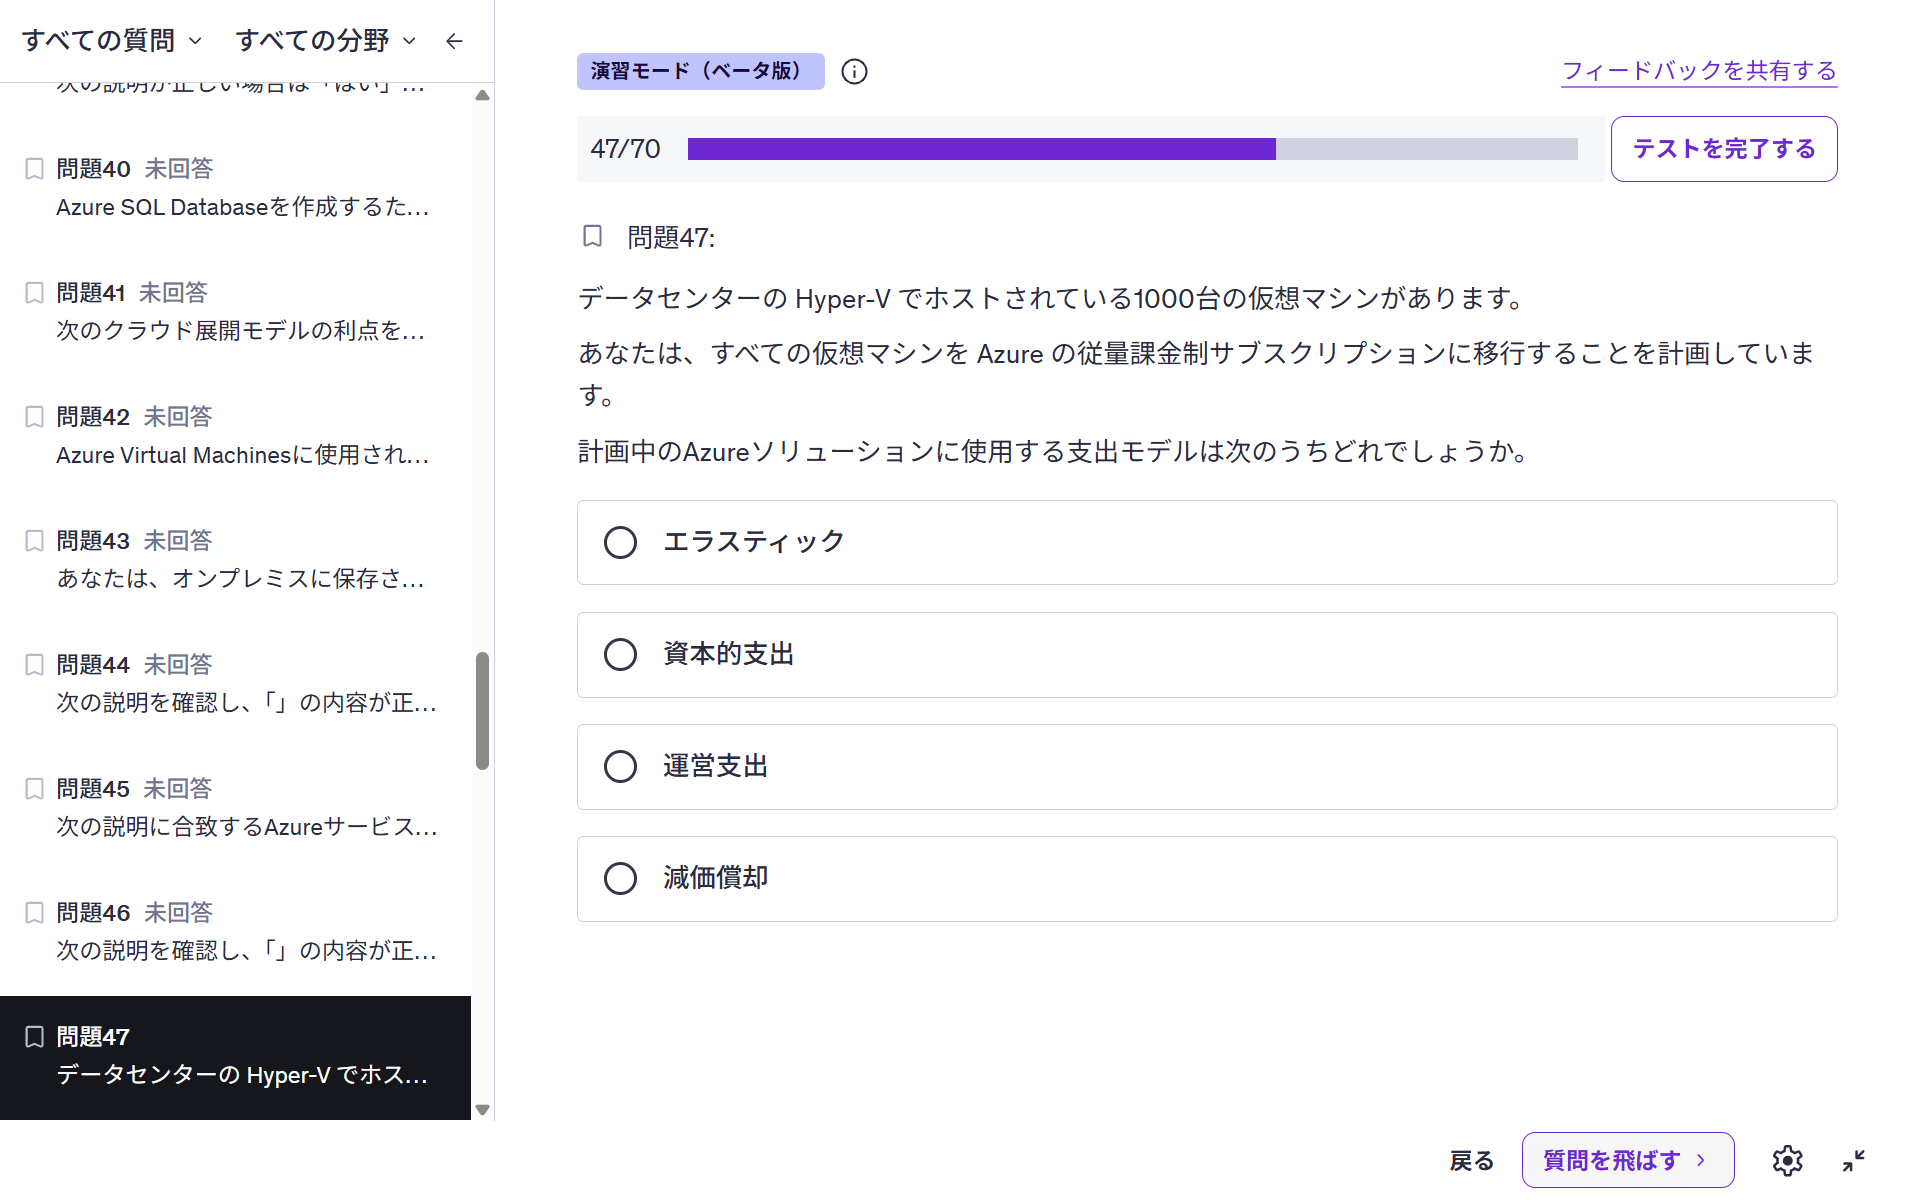 すべての質問 すべての分野
次の説明が正しい場合は「はい」...
問題40 未回答
Azure SQL Databaseを作成するた...
問題41 未回答
次のクラウド展開モデルの利点を...
問題42 未回答
Azure Virtual Machinesに使用され...
問題43 未回答
あなたは、オンプレミスに保存さ...
問題44 未回答
次の説明を確認し、「」の内容が正...
問題45 未回答
次の説明に合致するAzureサービス...
問題46 未回答
次の説明を確認し、「」の内容が正...
問題47
データセンターの Hyper-V でホス...
演習モード（ベータ版）
フィードバックを共有する
47/70
テストを完了する
問題47:
データセンターの Hyper-V でホストされている1000台の仮想マシンがあります。
あなたは、すべての仮想マシンを Azure の従量課金制サブスクリプションに移行することを計画していま
す。
計画中のAzureソリューションに使用する支出モデルは次のうちどれでしょうか。
エラスティック
資本的支出
運営支出
減価償却
戻る
質問を飛ばす